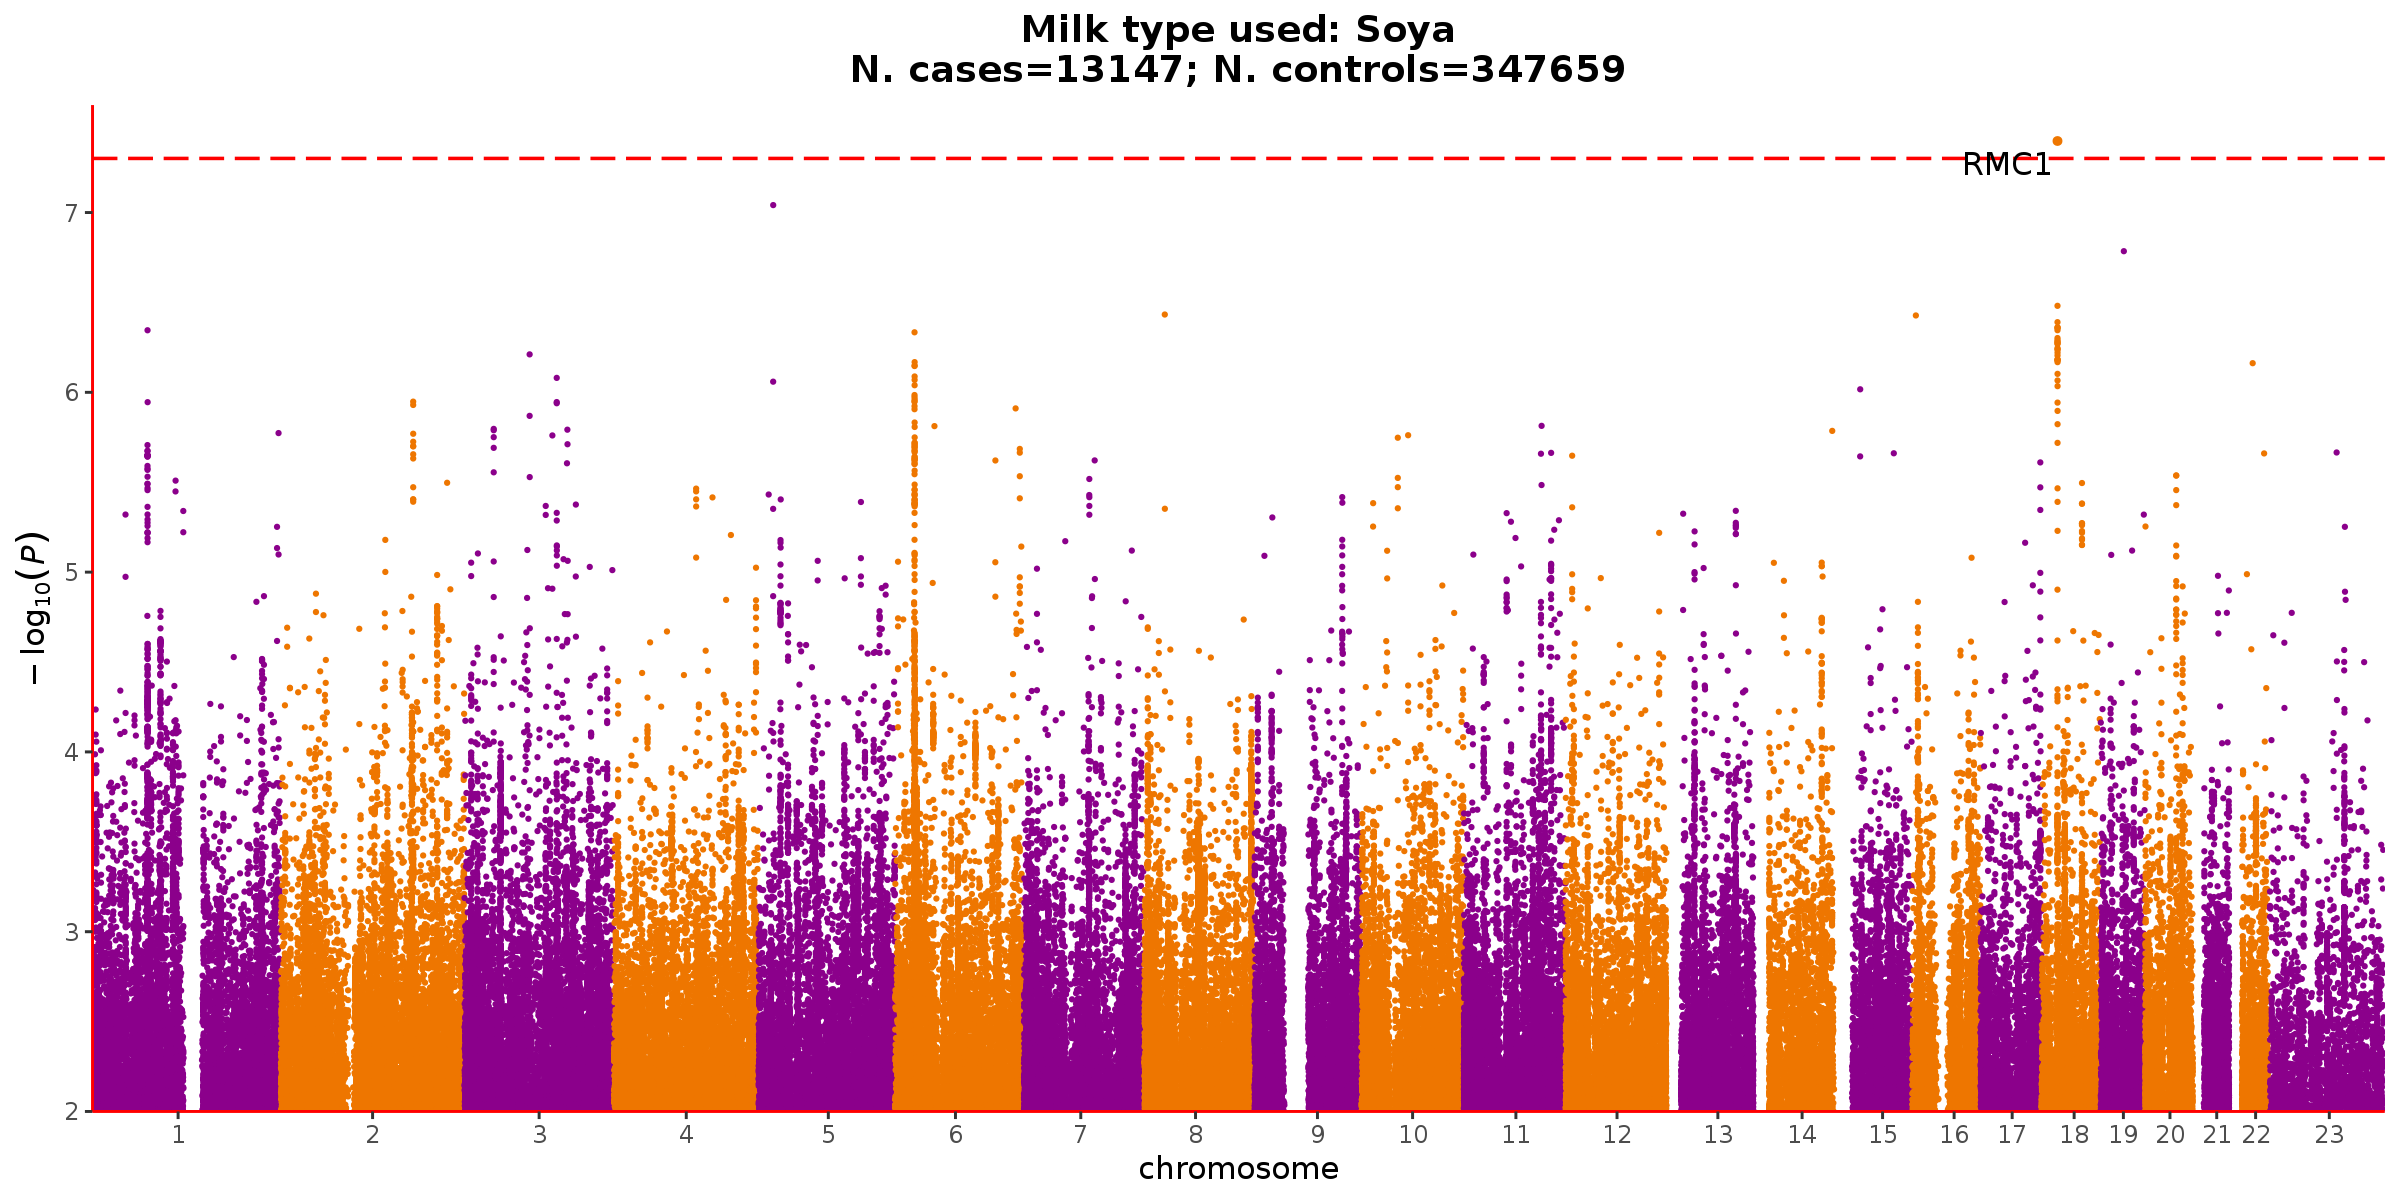 Milk type used: Soya
N. cases=13147; N. controls=347659
RMC1
7
6
5
4
3
2
− log₁₀(P)
1 2 3 4 5 6 7 8 9 10 11 12 13 14 15 16 17 18 19 20 21 22 23
chromosome